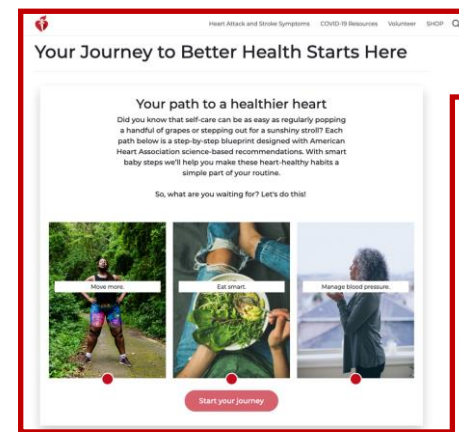 Heart Attack and Stroke Symptoms COVID-19 Resources Volunteer SHOP
Your Journey to Better Health Starts Here
Your path to a healthier heart
Did you know that self-care can be as easy as regularly popping
a handful of grapes or stepping out for a sunshiny stroll? Each
path below is a step-by-step blueprint designed with American
Heart Association science-based recommendations. With smart
baby steps we'll help you make these heart-healthy habits a
simple part of your routine.
So, what are you waiting for? Let's do this!
Move more.
Eat smart.
Manage blood pressure.
Start your journey